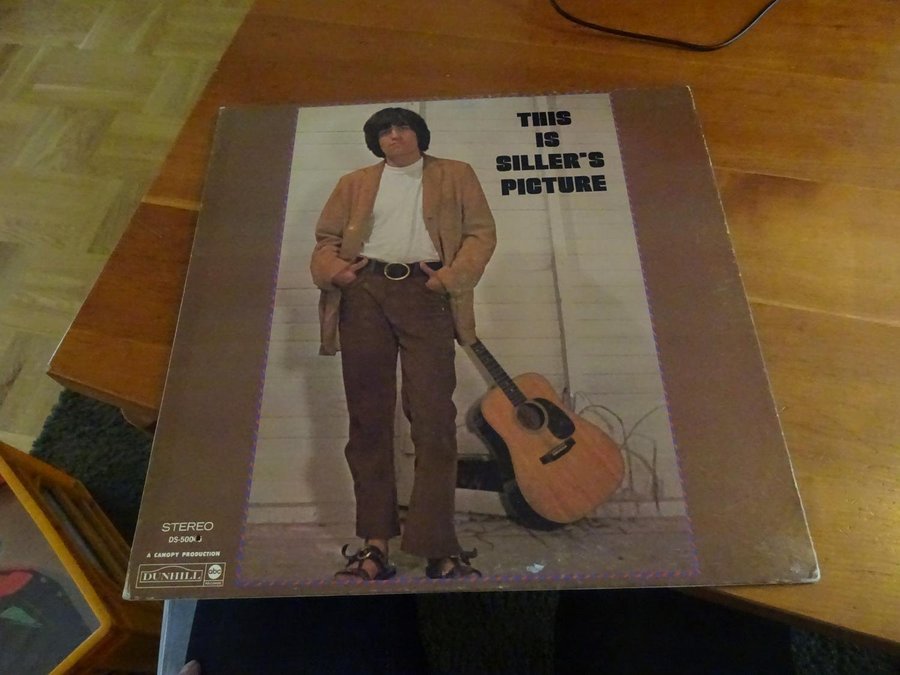 THIS
IS
SILLER'S
PICTURE
STEREO
A CANOPY PRODUCTION
DUNHILL
abc